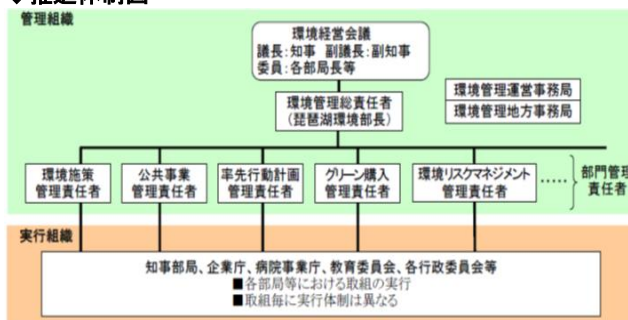 管理組織
環境経営会議
議長：知事 副議長：副知事
委員：各部局長等
環境管理総責任者
（琵琶湖環境部長）
環境管理運営事務局
環境管理地方事務局
環境施策
管理責任者
公共事業
管理責任者
率先行動計画
管理責任者
グリーン購入
管理責任者
環境リスクマネジメント
管理責任者
‥‥‥
部門管理
責任者
実行組織
知事部局、企業庁、病院事業庁、教育委員会、各行政委員会等
■各部局等における取組の実行
■取組毎に実行体制は異なる